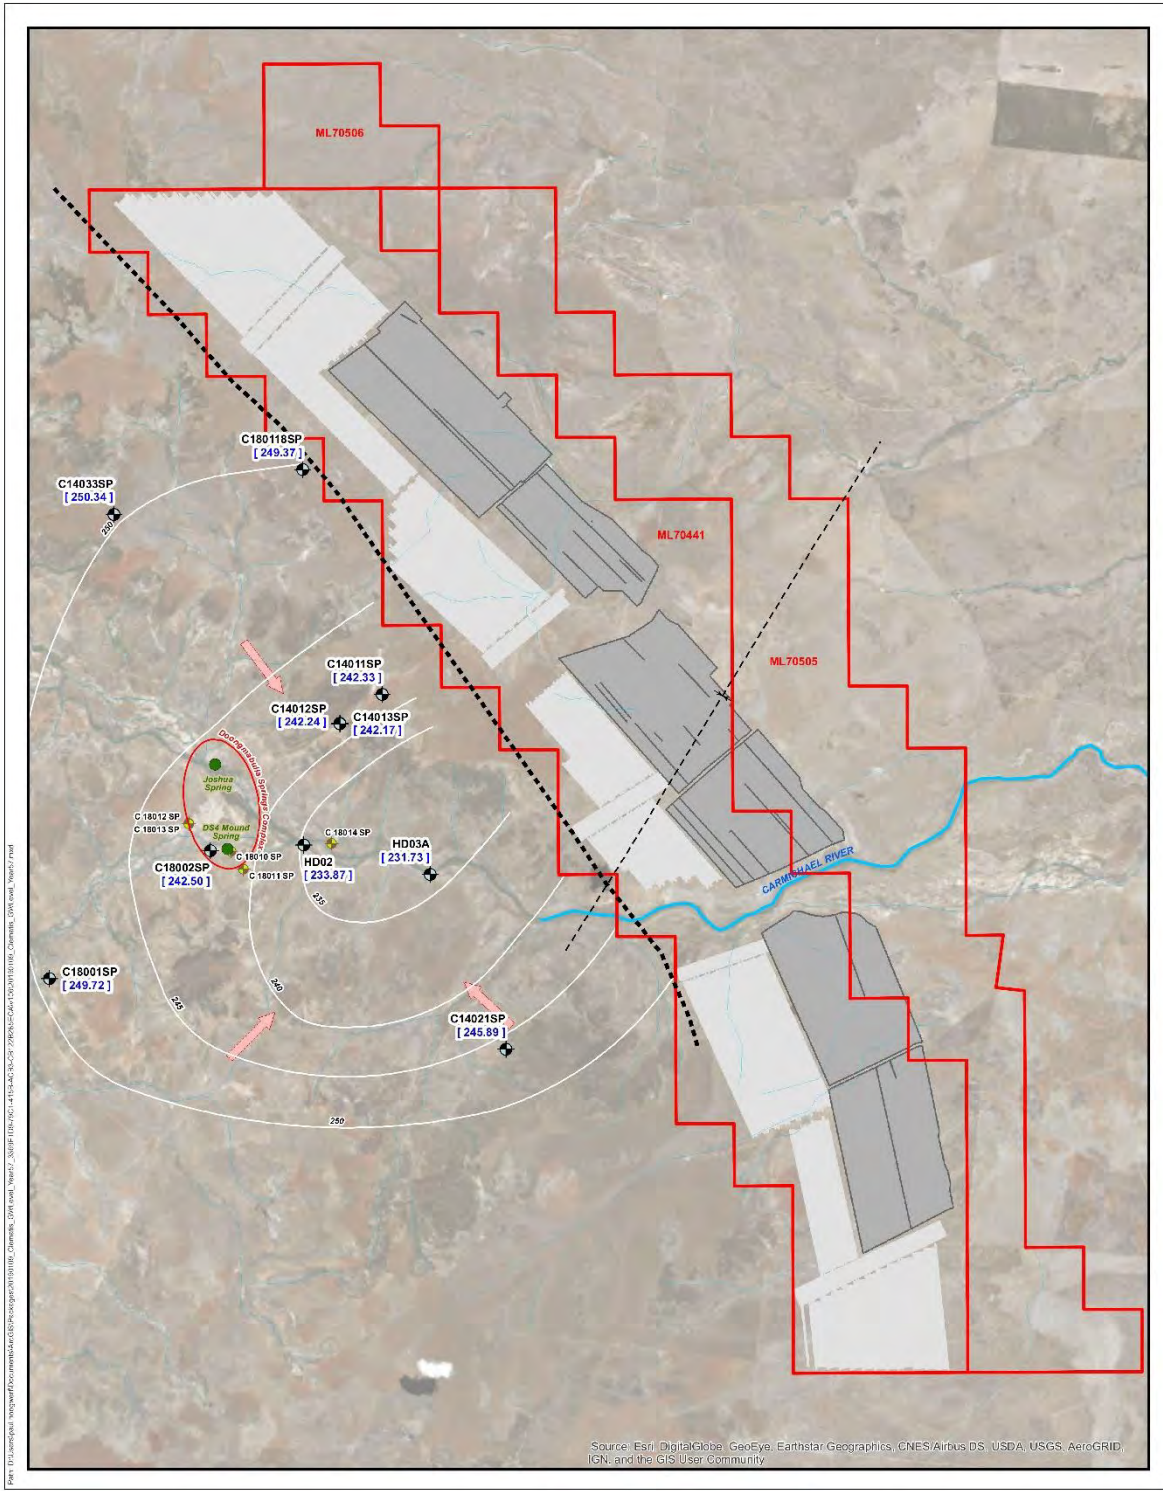 ML70506
C180118SP
[ 249.37 ]
C14033SP
[ 250.34 ]
250
ML70441
ML70505
C14011SP
[ 242.33 ]
C14012SP
[ 242.24 ]
C14013SP
[ 242.17 ]
Doongmabulla Springs Complex
Joshua
Spring
C 18012 SP
C 18013 SP
DS4 Mound
Spring
C 18014 SP
C 18010 SP
C 18011 SP
C18002SP
[ 242.50 ]
HD02
[ 233.87 ]
HD03A
[ 231.73 ]
235
CARMICHAEL RIVER
C18001SP
[ 249.72 ]
240
245
C14021SP
[ 245.89 ]
250
Source: Esri, DigitalGlobe, GeoEye, Earthstar Geographics, CNES/Airbus DS, USDA, USGS, AeroGRID,
IGN, and the GIS User Community